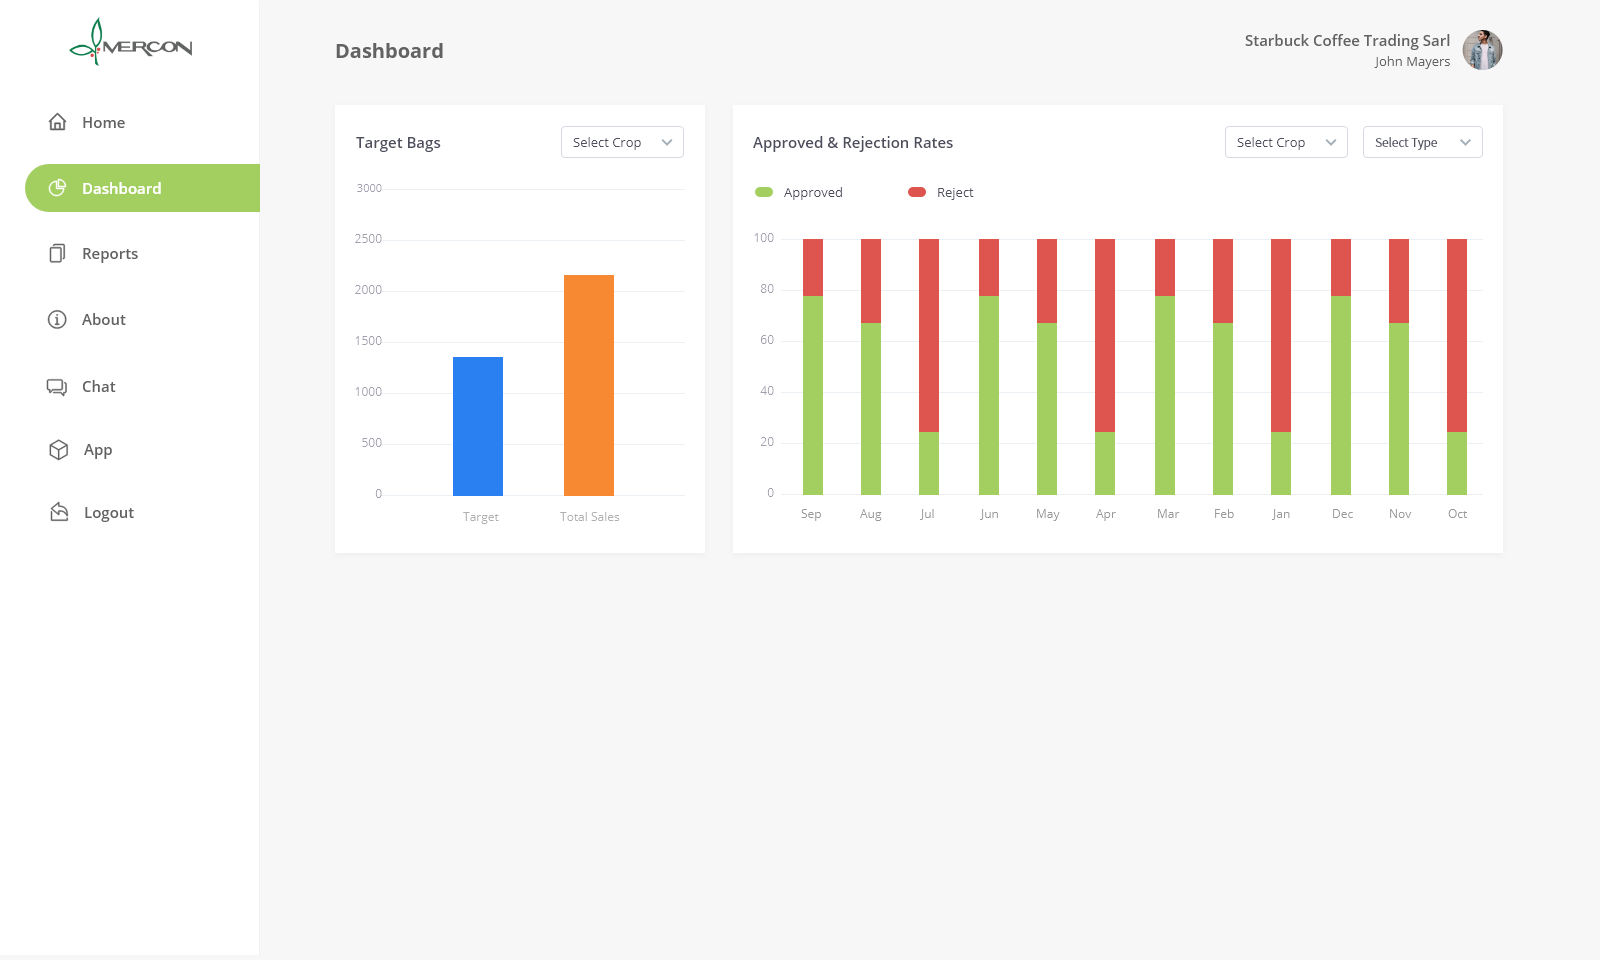 MERCON
Home
Dashboard
Reports
About
Chat
App
Logout
Dashboard
Starbuck Coffee Trading Sarl
John Mayers
Target Bags
Select Crop
3000
2500
2000
1500
1000
500
0
Target Total Sales
Approved & Rejection Rates
Select Crop
Select Type
Approved Reject
100
80
60
40
20
0
Sep Aug Jul Jun May Apr Mar Feb Jan Dec Nov Oct